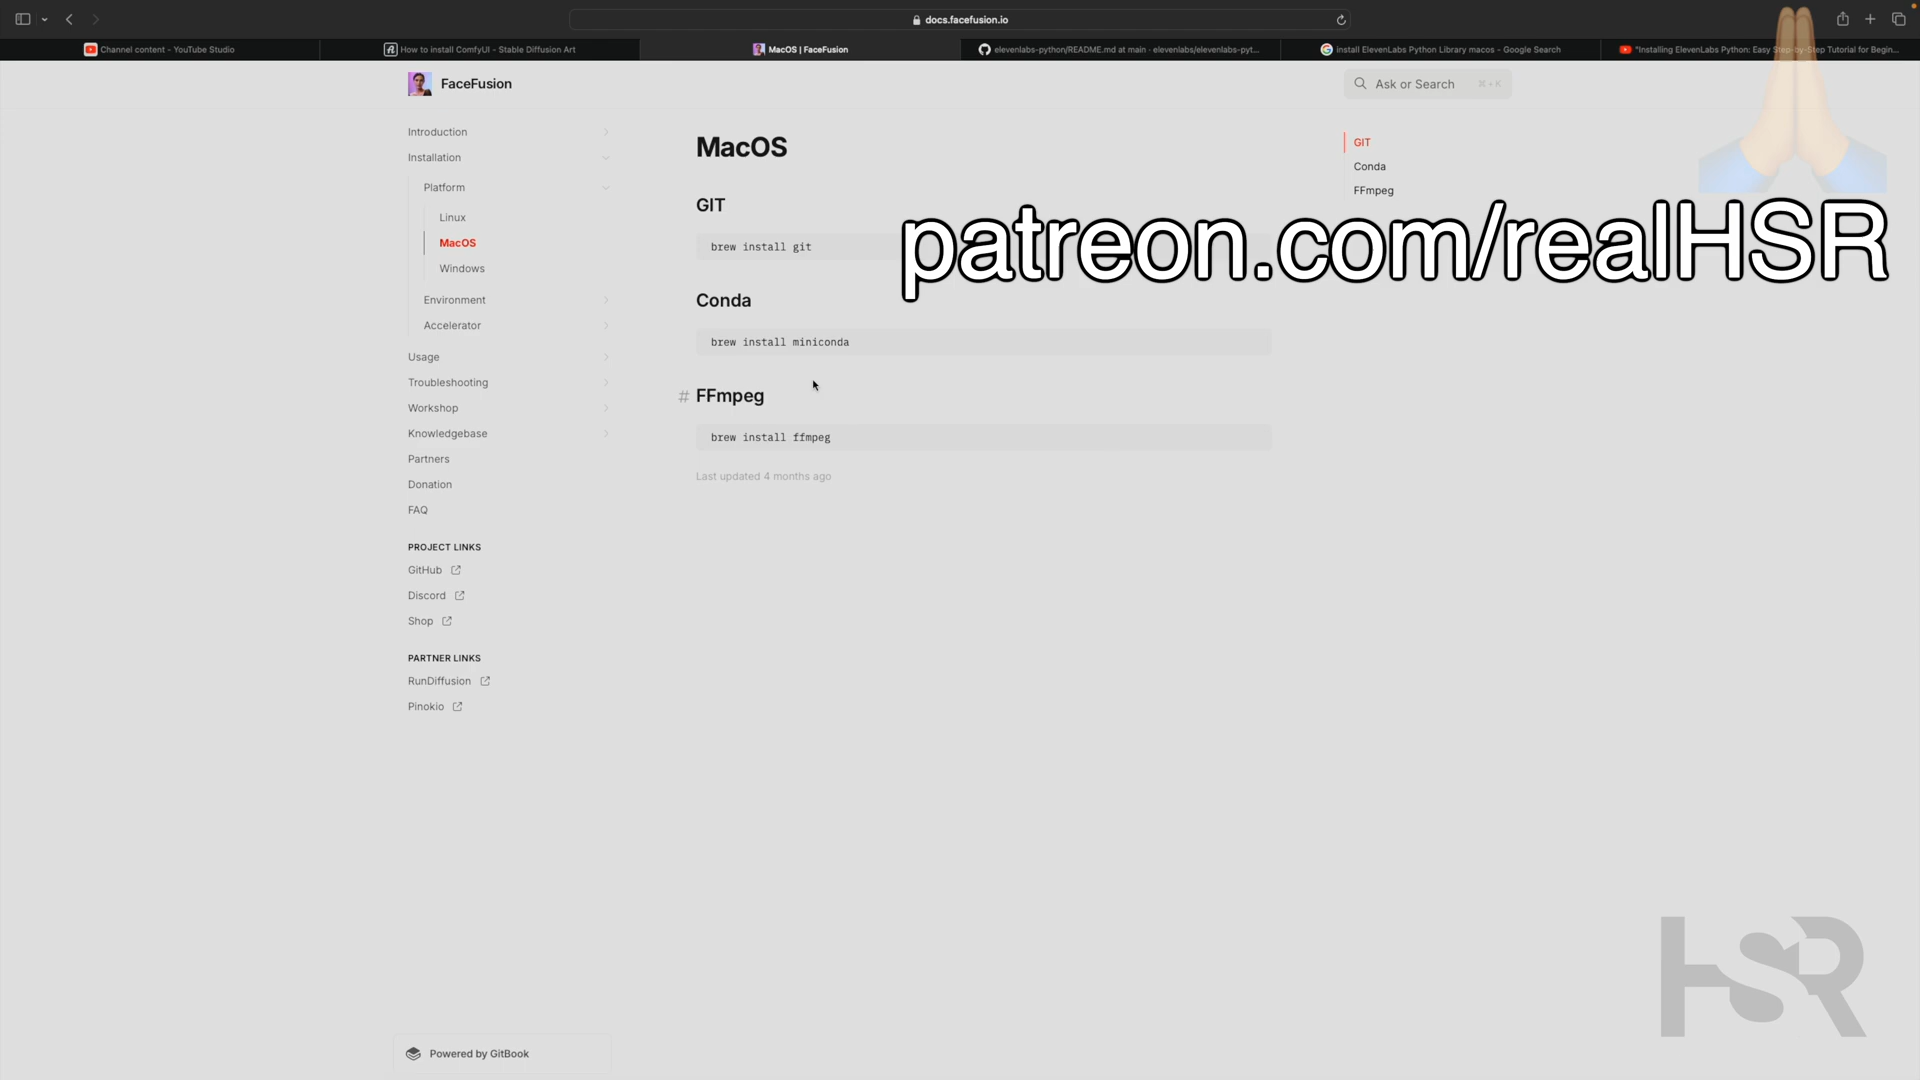 docs.facefusion.io
Channel content - YouTube Studio
How to install ComfyUI - Stable Diffusion Art
MacOS | FaceFusion
elevenlabs-python/README.md at main · elevenlabs/elevenlabs-pyt...
install ElevenLabs Python Library macos - Google Search
"Installing ElevenLabs Python: Easy Step-by-Step Tutorial for Begin...
FaceFusion
Ask or Search
⌘ + K
Introduction
Installation
Platform
Linux
MacOS
Windows
Environment
Accelerator
Usage
Troubleshooting
Workshop
Knowledgebase
Partners
Donation
FAQ
PROJECT LINKS
GitHub
Discord
Shop
PARTNER LINKS
RunDiffusion
Pinokio
Powered by GitBook
MacOS
GIT
brew install git
Conda
brew install miniconda
# FFmpeg
brew install ffmpeg
Last updated 4 months ago
GIT
Conda
FFmpeg
patreon.com/realHSR
HSR